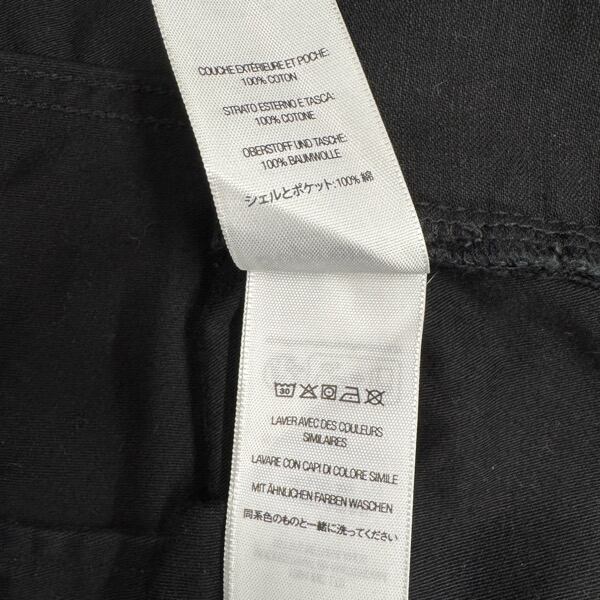 COUCHE EXTÉRIEURE ET POCHE:
100% COTON
STRATO ESTERNO E TASCA:
100% COTONE
OBERSTOFF UND TASCHE:
100% BAUMWOLLE
シェルとポケット:100% 綿
30
LAVER AVEC DES COULEURS
SIMILAIRES
LAVARE CON CAPI DI COLORE SIMILE
MIT ÄHNLICHEN FARBEN WASCHEN
同系色のものと一緒に洗ってください